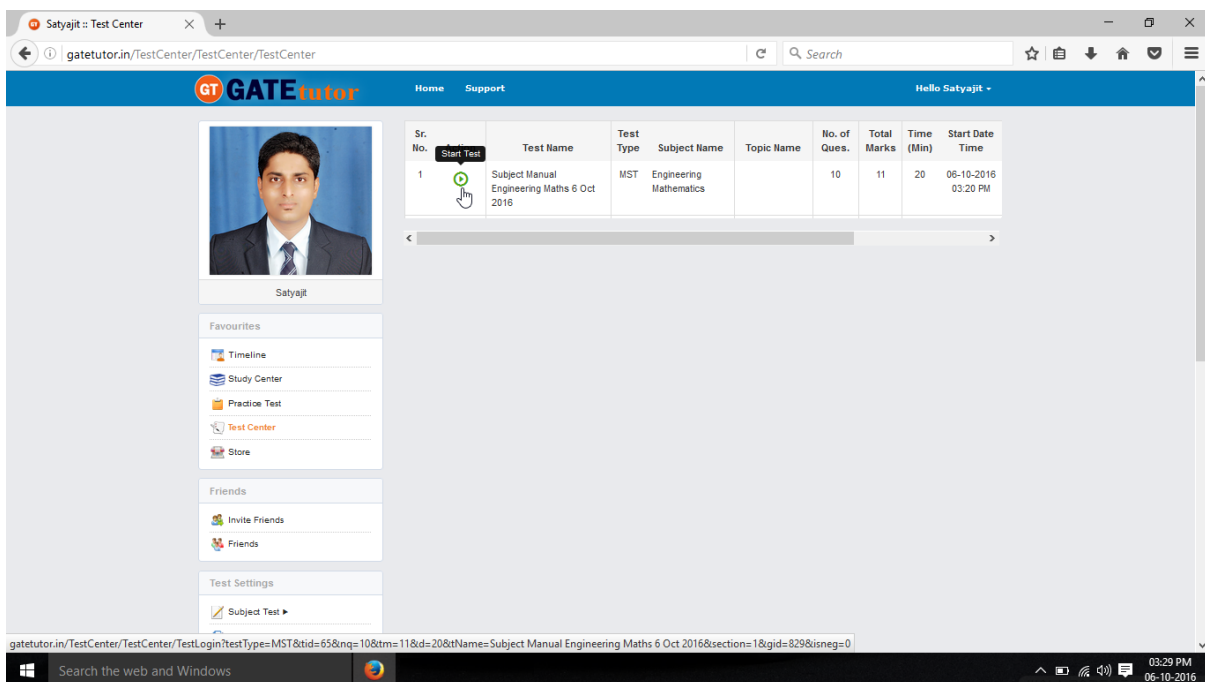 Satyajit :: Test Center
gatetutor.in/TestCenter/TestCenter/TestCenter
Search
GT GATEtutor
Home Support
Hello Satyajit
Sr. No.
Test Name
Test Type
Subject Name
Topic Name
No. of Ques.
Total Marks
Time (Min)
Start Date Time
Start Test
1
Subject Manual
Engineering Maths 6 Oct
2016
MST
Engineering
Mathematics
10
11
20
06-10-2016
03:20 PM
Satyajit
Favourites
Timeline
Study Center
Practice Test
Test Center
Store
Friends
Invite Friends
Friends
Test Settings
Subject Test ▸
gatetutor.in/TestCenter/TestCenter/TestLogin?testType=MST&tid=65&nq=10&tm=11&d=20&tName=Subject Manual Engineering Maths 6 Oct 2016&section=1&gid=829&isneg=0
Search the web and Windows
03:29 PM
06-10-2016